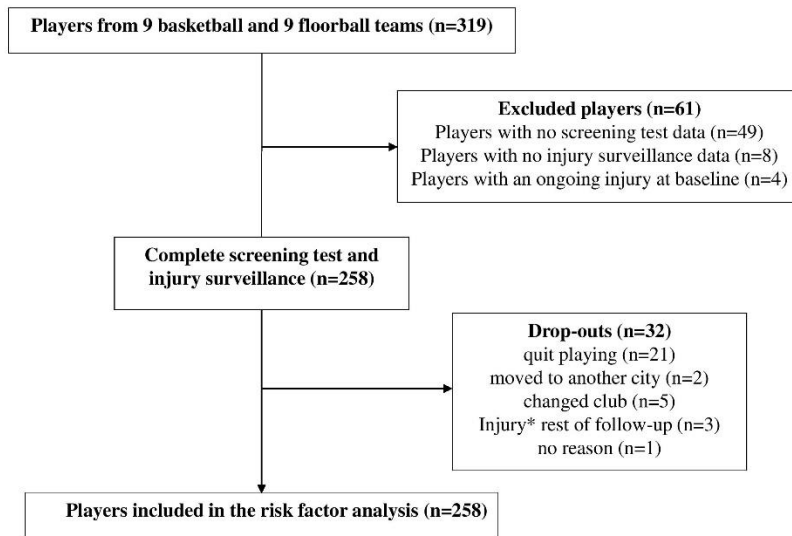 Players from 9 basketball and 9 floorball teams (n=319)
Excluded players (n=61)
Players with no screening test data (n=49)
Players with no injury surveillance data (n=8)
Players with an ongoing injury at baseline (n=4)
Complete screening test and
injury surveillance (n=258)
Drop-outs (n=32)
quit playing (n=21)
moved to another city (n=2)
changed club (n=5)
Injury* rest of follow-up (n=3)
no reason (n=1)
Players included in the risk factor analysis (n=258)